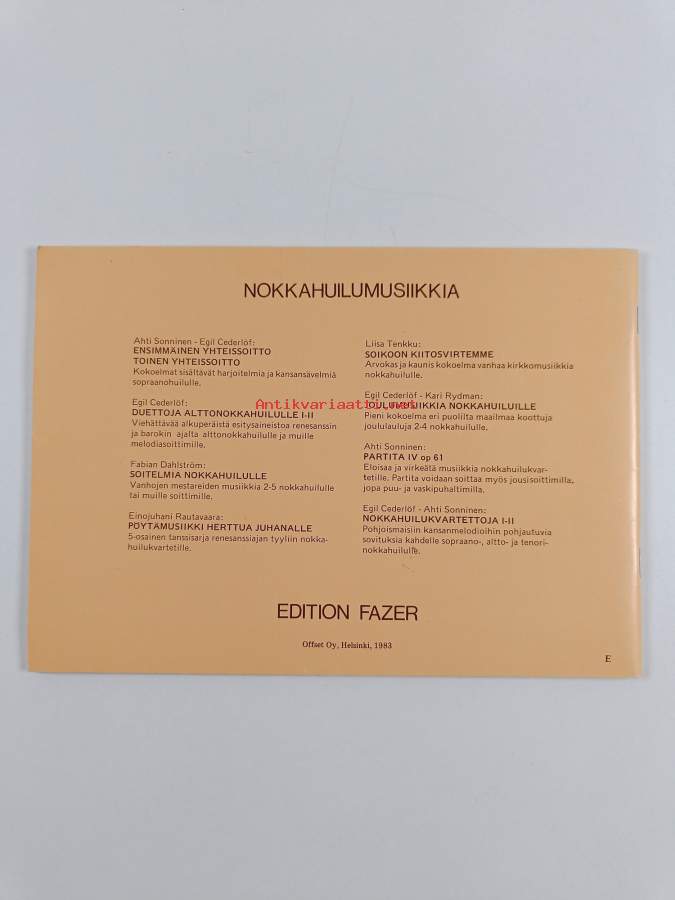 NOKKAHUILUMUSIIKKIA
Ahti Sonninen - Egil Cederlöf:
ENSIMMÄINEN YHTEISSOITTO
TOINEN YHTEISSOITTO
Kokoelmat sisältävät harjoitelmia ja kansansävelmiä
sopraanohuilulle.
Egil Cederlöf:
DUETTOJA ALTTONOKKAHUILULLE I-II
Viehättävää alkuperäistä esitysaineistoa renesanssin
ja barokin ajalta alttonokkahuilulle ja muille
melodiasoittimille.
Fabian Dahlström:
SOITELMIA NOKKAHUILULLE
Vanhojen mestareiden musiikkia 2-5 nokkahuilulle
tai muille soittimille.
Einojuhani Rautavaara:
PÖYTÄMUSIIKKI HERTTUA JUHANALLE
5-osainen tanssisarja renesanssiajan tyyliin nokka-
huilukvartetille.
Liisa Tenkku:
SOIKOON KIITOSVIRTEMME
Arvokas ja kaunis kokoelma vanhaa kirkkomusiikkia
nokkahuilulle.
Egil Cederlöf - Kari Rydman:
JOULUMUSIIKKIA NOKKAHUILUILLE
Pieni kokoelma eri puolilta maailmaa koottuja
joululauluja 2-4 nokkahuilulle.
Ahti Sonninen:
PARTITA IV op 61
Eloisaa ja virkeätä musiikkia nokkahuilukvar-
tetille. Partita voidaan soittaa myös jousisoittimilla,
jopa puu- ja vaskipuhaltimilla.
Egil Cederlöf - Ahti Sonninen:
NOKKAHUILUKVARTETTOJA I-II
Pohjoismaisiin kansanmelodioihin pohjautuvia
sovituksia kahdelle sopraano-, altto- ja tenori-
nokkahuilulle.
EDITION FAZER
Offset Oy, Helsinki, 1983
E
Antikvariaatti.net